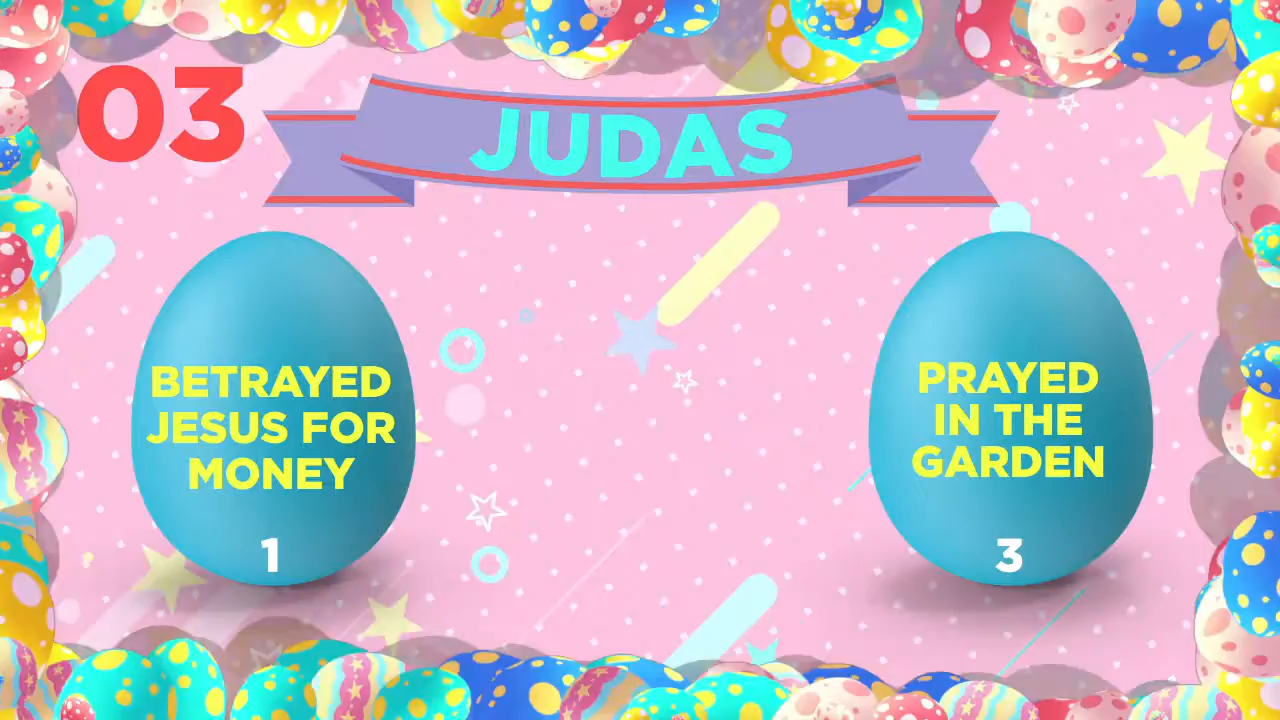 03
JUDAS
BETRAYED
JESUS FOR
MONEY
1
PRAYED
IN THE
GARDEN
3